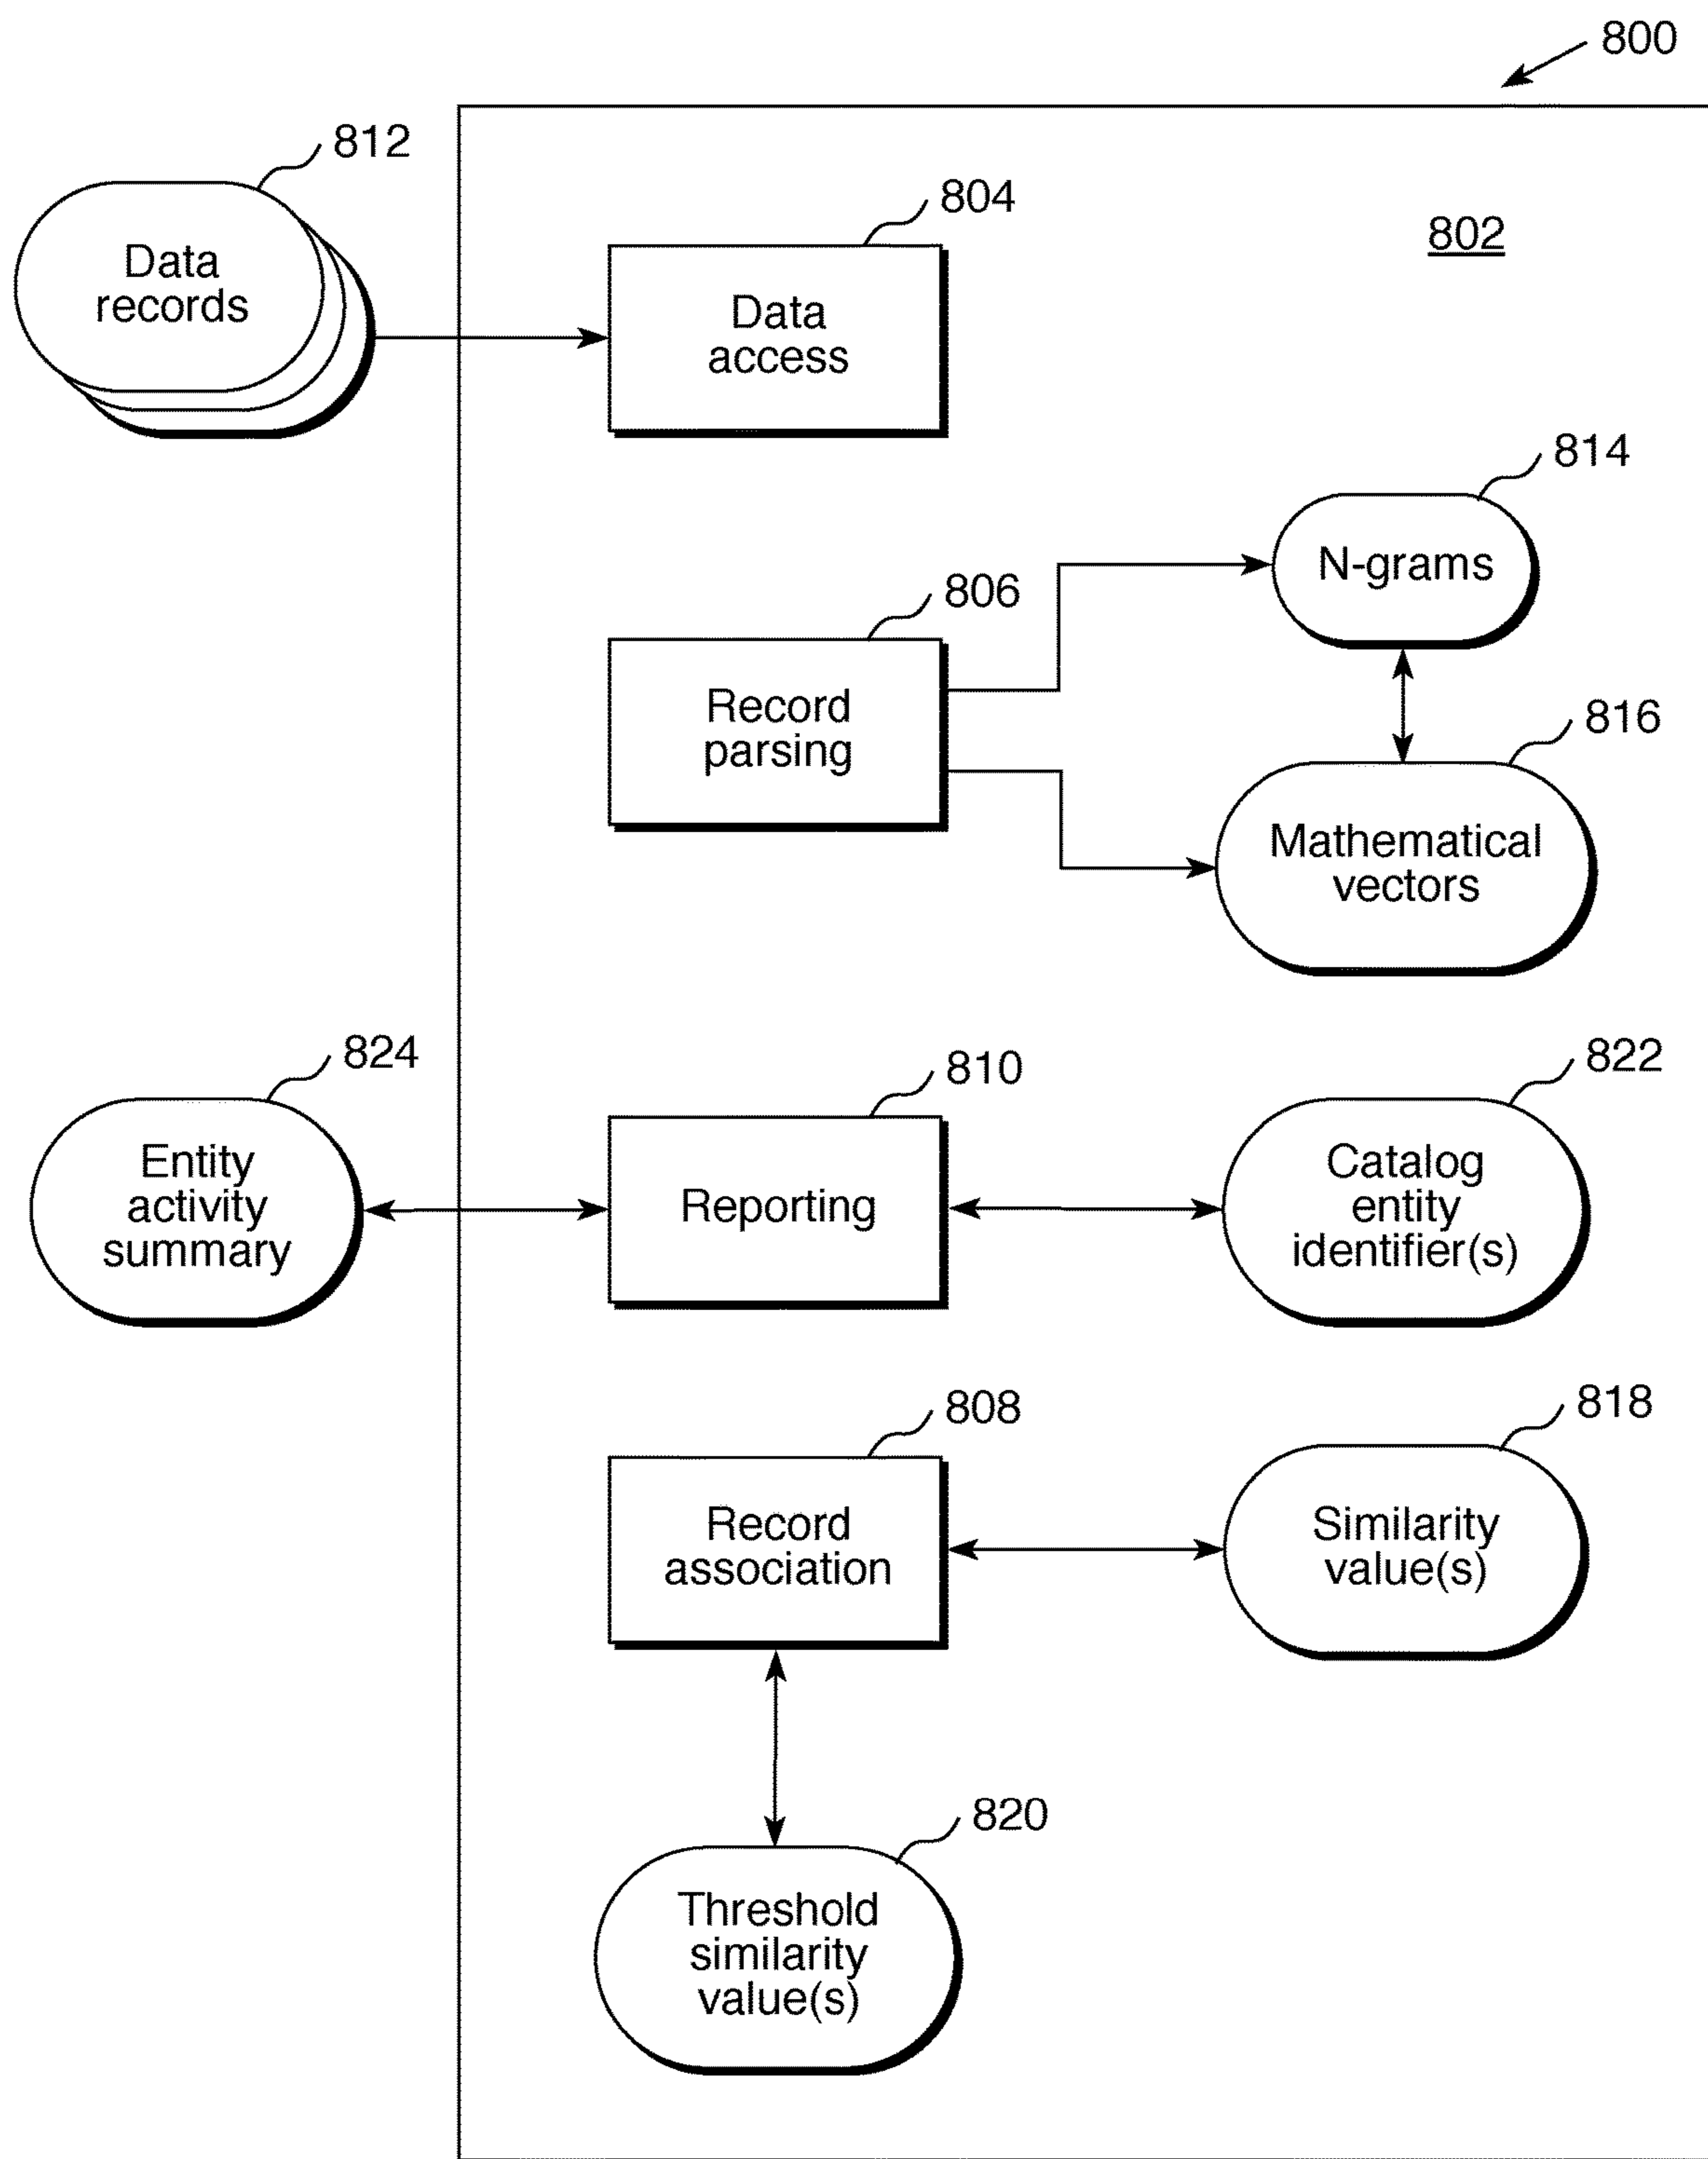 800
812
804
802
Data
records
Data
access
814
N-grams
806
Record
parsing
816
Mathematical
vectors
824
810
822
Entity
activity
summary
Reporting
Catalog
entity
identifier(s)
808
818
Record
association
Similarity
value(s)
820
Threshold
similarity
value(s)